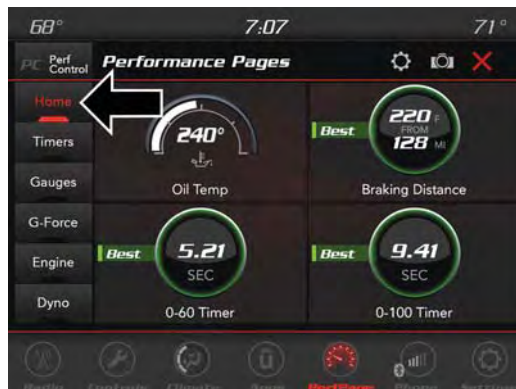 68° 7:07 71°
PC Perf Control Performance Pages
Home
Timers
Gauges
G-Force
Engine
Dyno
240°
Oil Temp
Best
220 F
FROM
128 MI
Braking Distance
Best
5.21
SEC
0-60 Timer
Best
9.41
SEC
0-100 Timer